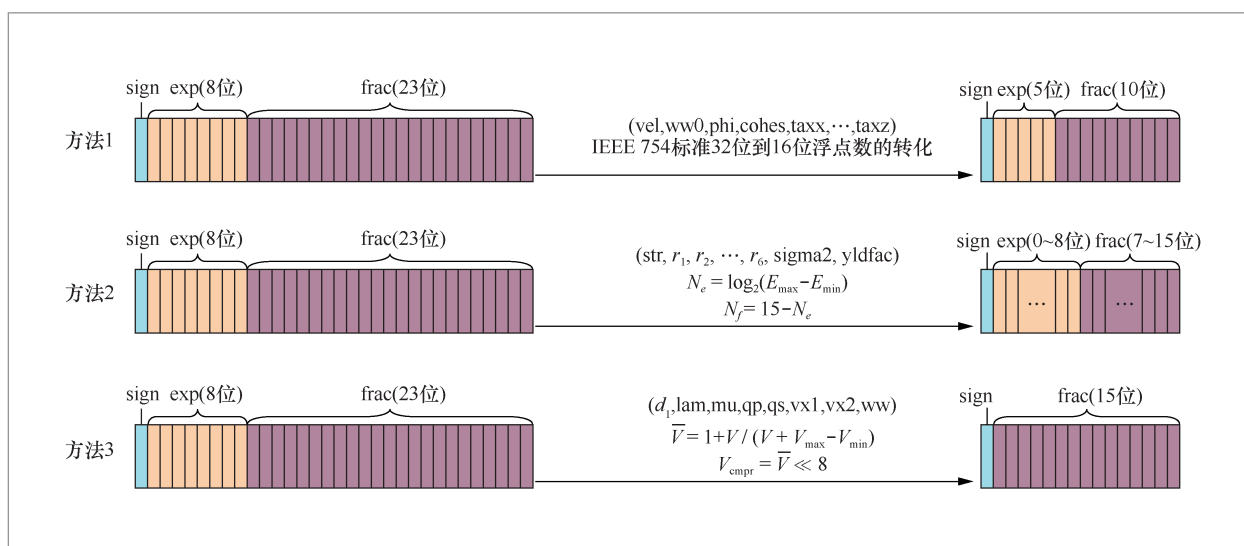 sign exp(8位) frac(23位) sign exp(5位) frac(10位)
方法1
(vel,ww0,phi,cohes,taxx,…,taxz)
IEEE 754标准32位到16位浮点数的转化
sign exp(8位) frac(23位) sign exp(0~8位) frac(7~15位)
方法2
(str, r₁, r₂, …, r₆, sigma2, yldfac)
Nₑ = log₂(Eₘₐₓ−Eₘᵢₙ)
N_f = 15−Nₑ
… …
sign exp(8位) frac(23位) sign frac(15位)
方法3
(d₁,lam,mu,qp,qs,vx1,vx2,ww)
V̅ = 1+V / (V + Vₘₐₓ−Vₘᵢₙ)
V_cmpr = V̅ ≪ 8